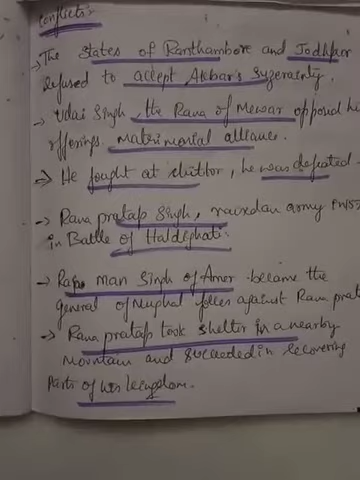 Conflicts:
→ The states of Ranthambore and Jodhpur
refused to accept Akbar's suzerainty.
→ Udai Singh the Rana of Mewar opposed hi
offerings matrimonial alliance.
→ He fought at chittor, he was defeated.
→ Rana pratap Singh, army
in Battle of Haldighati.
→ Raja man Singh of Amer became the
general of Mughal forces against Rana prat
→ Rana pratap took shelter in a nearby
mountain and succeeded in recovering
parts of his kingdom.